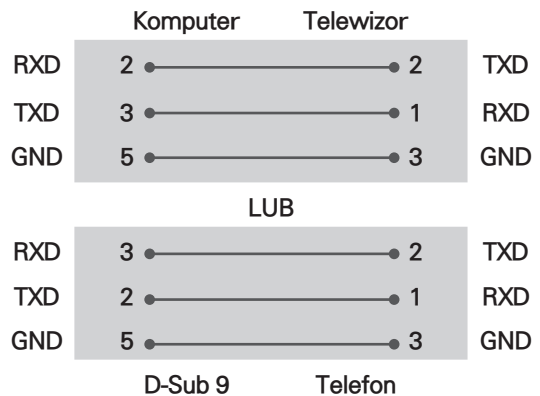 Komputer Telewizor
RXD 2 2 TXD
TXD 3 1 RXD
GND 5 3 GND
LUB
RXD 3 2 TXD
TXD 2 1 RXD
GND 5 3 GND
D-Sub 9 Telefon